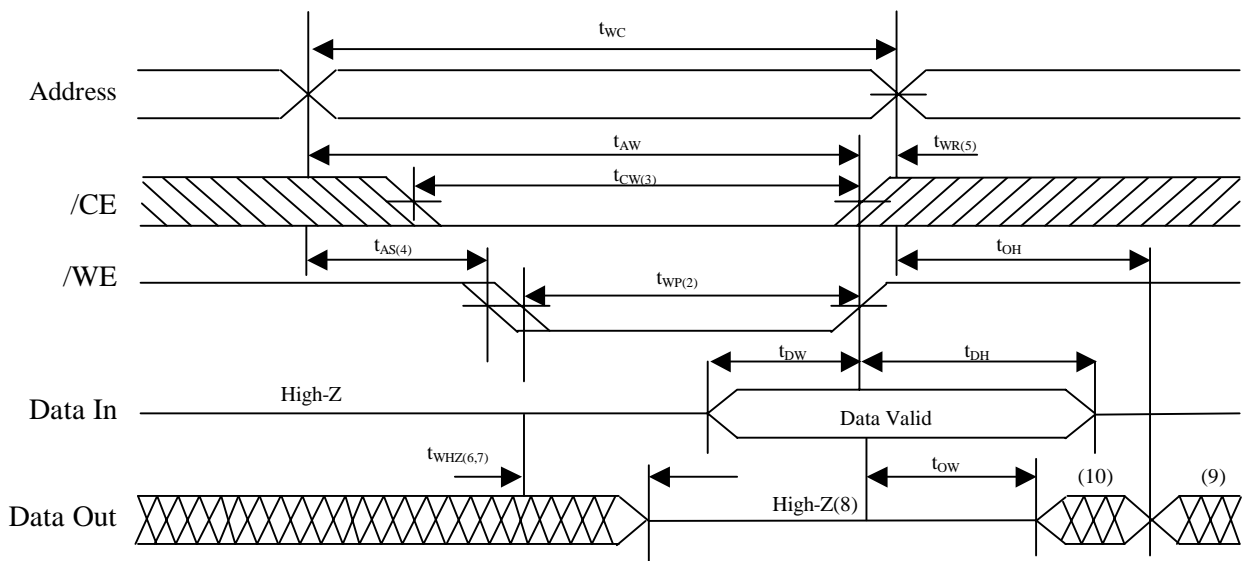 tWC
Address
tAW
tWR(5)
tCW(3)
/CE
tAS(4)
tOH
/WE
tWP(2)
tDW
tDH
High-Z
Data In
Data Valid
tWHZ(6,7)
tOW
(10)
(9)
High-Z(8)
Data Out